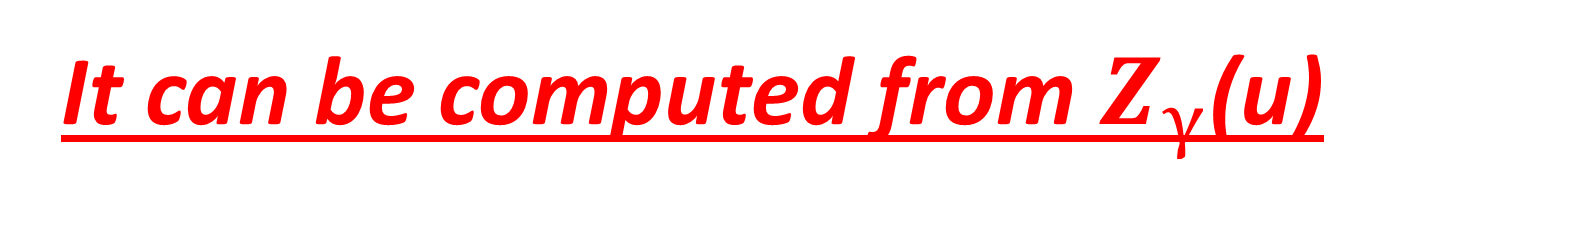 It can be computed from Zᵧ(u)